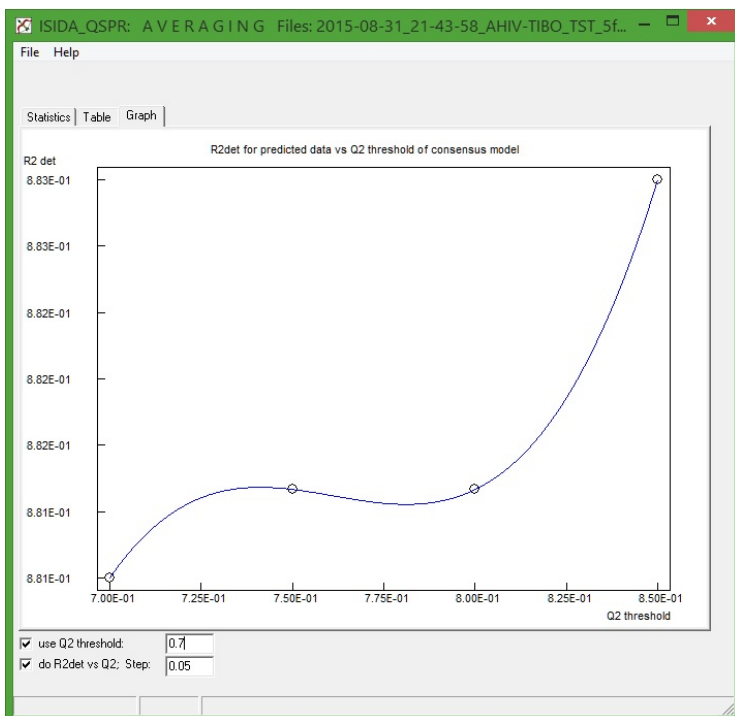 ISIDA_QSPR: A V E R A G I N G Files: 2015-08-31_21-43-58_AHIV-TIBO_TST_5f...
File Help
Statistics Table Graph
R2det for predicted data vs Q2 threshold of consensus model
R2 det
8.83E-01
8.83E-01
8.82E-01
8.82E-01
8.82E-01
8.81E-01
8.81E-01
7.00E-01 7.25E-01 7.50E-01 7.75E-01 8.00E-01 8.25E-01 8.50E-01
Q2 threshold
use Q2 threshold: 0.7
do R2det vs Q2; Step: 0.05